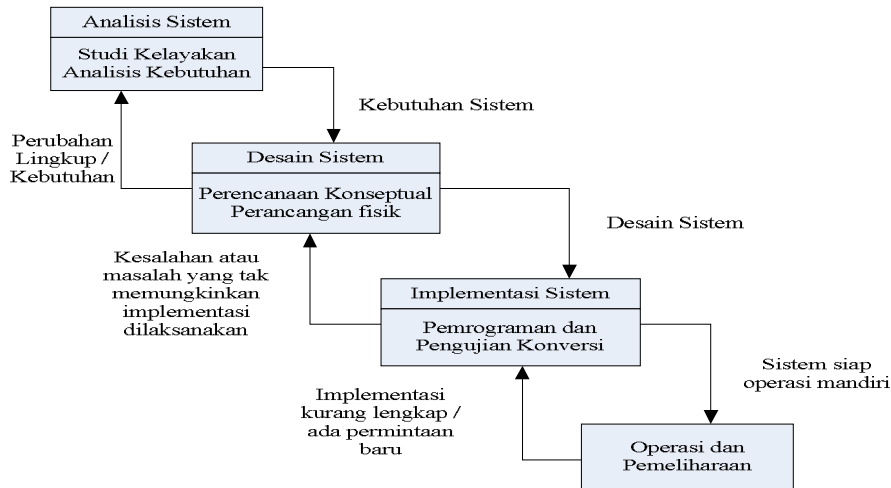 Analisis Sistem
Studi Kelayakan
Analisis Kebutuhan
Kebutuhan Sistem
Perubahan
Lingkup /
Kebutuhan
Desain Sistem
Perencanaan Konseptual
Perancangan fisik
Desain Sistem
Kesalahan atau
masalah yang tak
memungkinkan
implementasi
dilaksanakan
Implementasi Sistem
Pemrograman dan
Pengujian Konversi
Sistem siap
operasi mandiri
Implementasi
kurang lengkap /
ada permintaan
baru
Operasi dan
Pemeliharaan